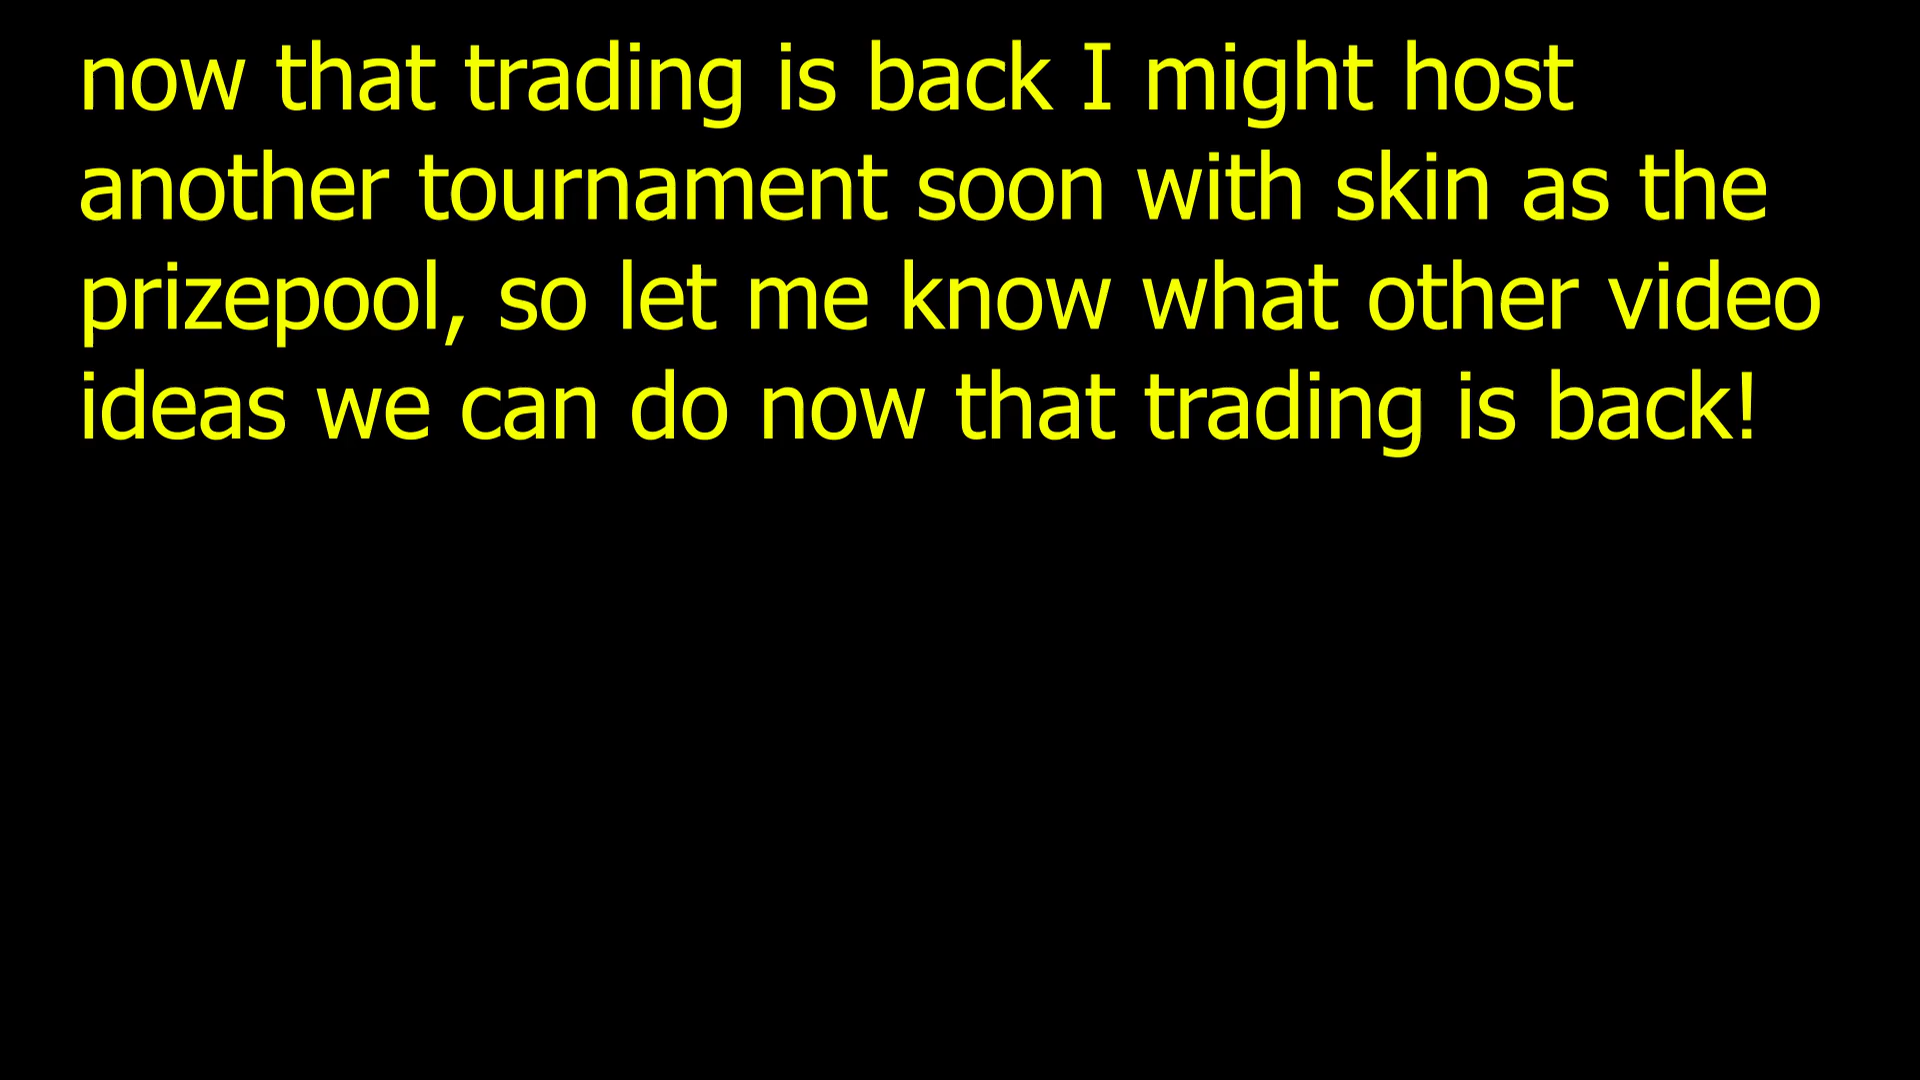 now that trading is back I might host
another tournament soon with skin as the
prizepool, so let me know what other video
ideas we can do now that trading is back!